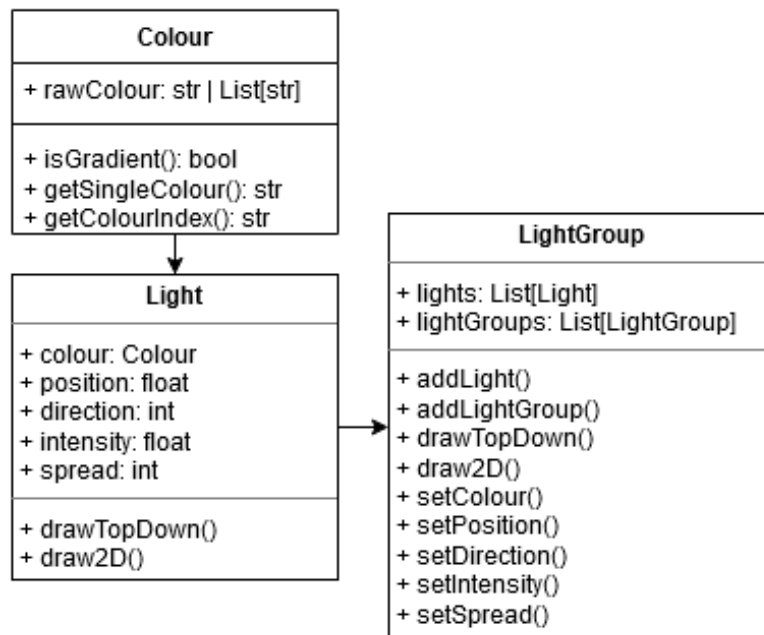 Colour
+ rawColour: str | List[str]
+ isGradient(): bool
+ getSingleColour(): str
+ getColourIndex(): str
Light
+ colour: Colour
+ position: float
+ direction: int
+ intensity: float
+ spread: int
+ drawTopDown()
+ draw2D()
LightGroup
+ lights: List[Light]
+ lightGroups: List[LightGroup]
+ addLight()
+ addLightGroup()
+ drawTopDown()
+ draw2D()
+ setColour()
+ setPosition()
+ setDirection()
+ setIntensity()
+ setSpread()